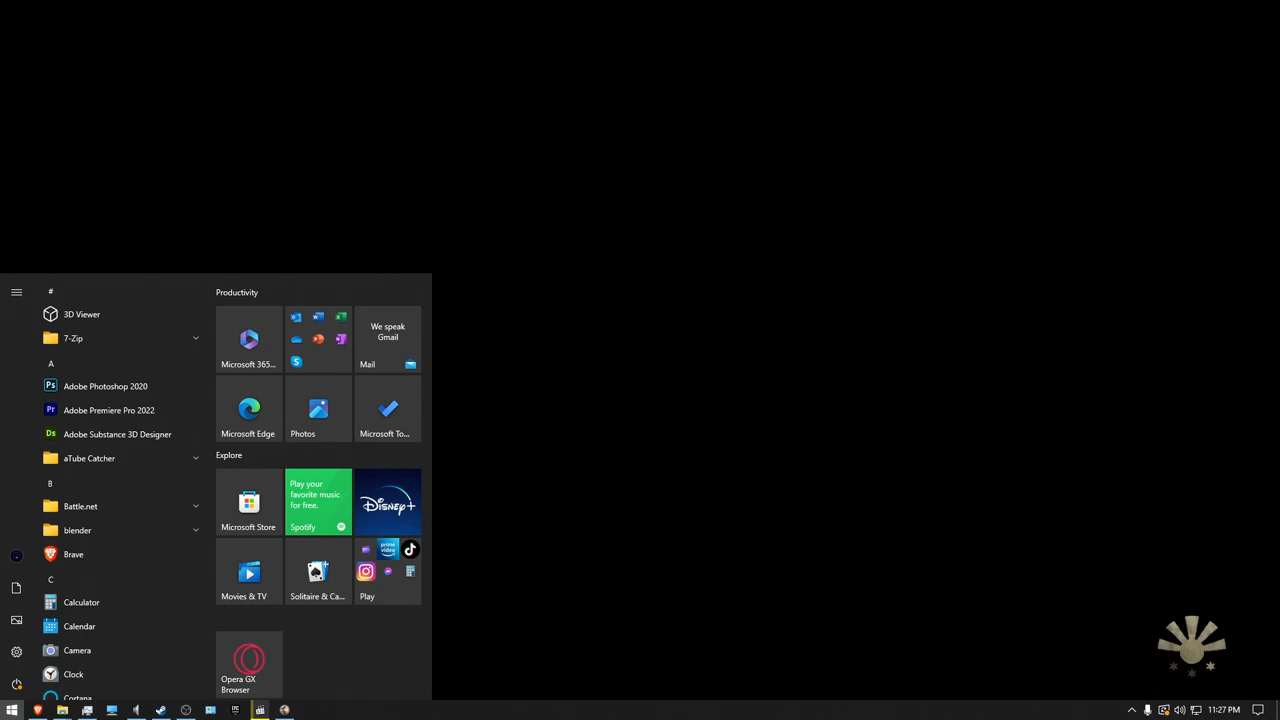 #
3D Viewer
7-Zip
A
Adobe Photoshop 2020
Adobe Premiere Pro 2022
Adobe Substance 3D Designer
aTube Catcher
B
Battle.net
blender
Brave
C
Calculator
Calendar
Camera
Clock
Cortana
Productivity
We speak
Gmail
Microsoft 365...
Mail
Microsoft Edge
Photos
Microsoft To...
Explore
Play your
favorite music
for free.
Disney+
Microsoft Store
Spotify
prime
video
Movies & TV
Solitaire & Ca...
Play
Opera GX
Browser
11:27 PM